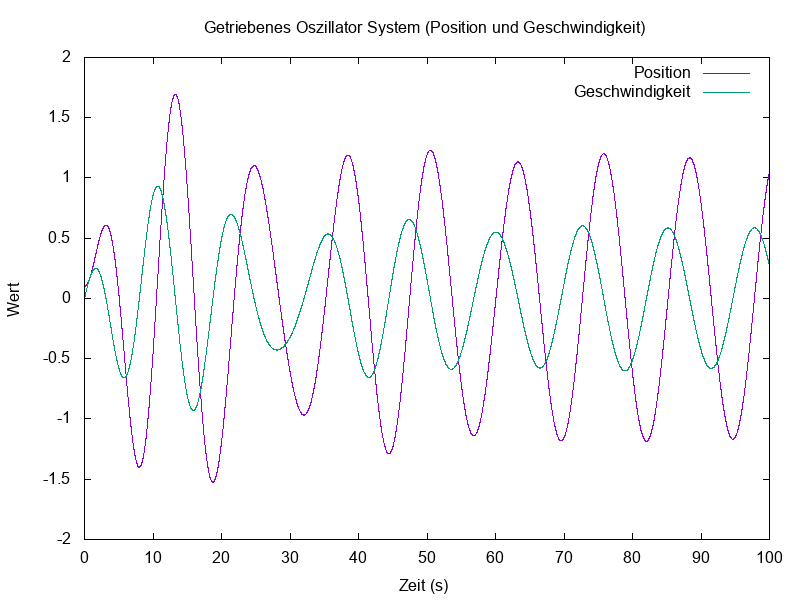 Getriebenes Oszillator System (Position und Geschwindigkeit)
2
1.5
1
0.5
0
-0.5
-1
-1.5
-2
Wert
Position
Geschwindigkeit
0 10 20 30 40 50 60 70 80 90 100
Zeit (s)